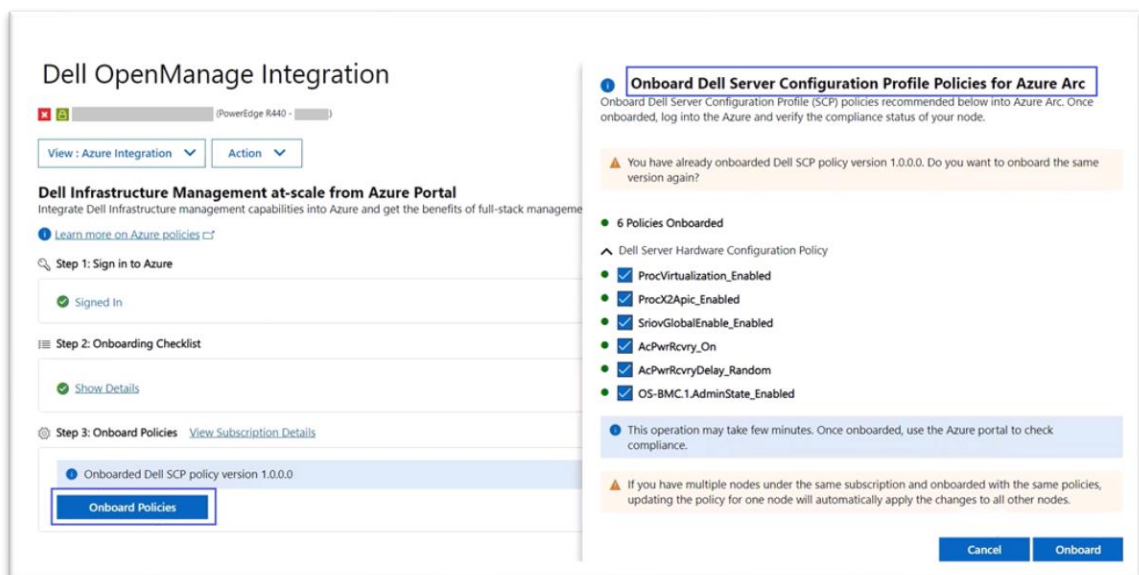 Dell OpenManage Integration
(PowerEdge R440 - )
View : Azure Integration
Action
Dell Infrastructure Management at-scale from Azure Portal
Integrate Dell Infrastructure management capabilities into Azure and get the benefits of full-stack manageme
Learn more on Azure policies
Step 1: Sign in to Azure
Signed In
Step 2: Onboarding Checklist
Show Details
Step 3: Onboard Policies View Subscription Details
Onboarded Dell SCP policy version 1.0.0.0
Onboard Policies
Onboard Dell Server Configuration Profile Policies for Azure Arc
Onboard Dell Server Configuration Profile (SCP) policies recommended below into Azure Arc. Once
onboarded, log into the Azure and verify the compliance status of your node.
You have already onboarded Dell SCP policy version 1.0.0.0. Do you want to onboard the same
version again?
6 Policies Onboarded
Dell Server Hardware Configuration Policy
ProcVirtualization_Enabled
ProcX2Apic_Enabled
SriovGlobalEnable_Enabled
AcPwrRcvry_On
AcPwrRcvryDelay_Random
OS-BMC.1.AdminState_Enabled
This operation may take few minutes. Once onboarded, use the Azure portal to check
compliance.
If you have multiple nodes under the same subscription and onboarded with the same policies,
updating the policy for one node will automatically apply the changes to all other nodes.
Cancel
Onboard